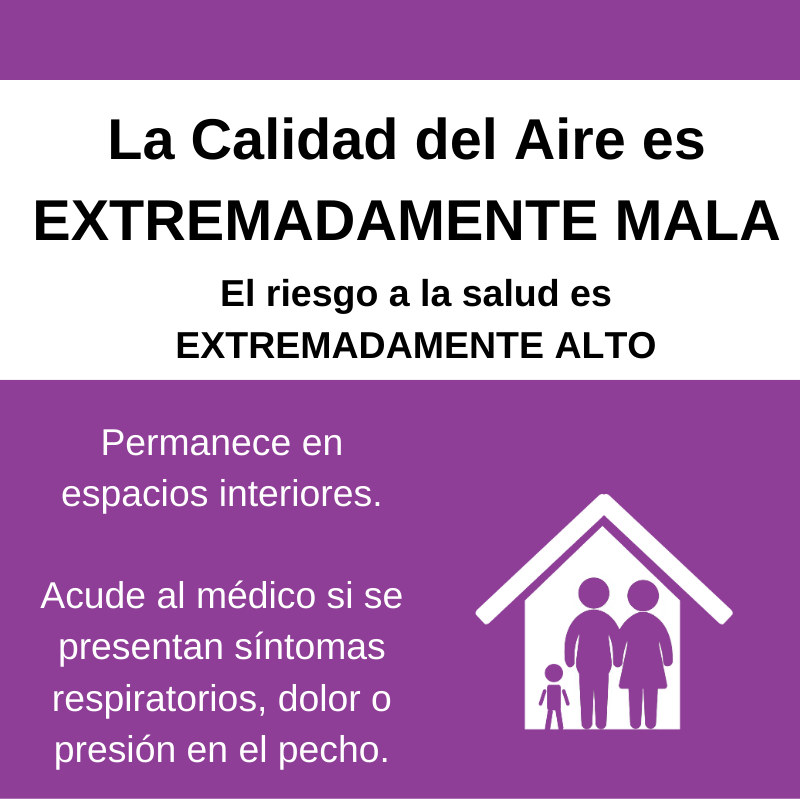 La Calidad del Aire es
EXTREMADAMENTE MALA
El riesgo a la salud es
EXTREMADAMENTE ALTO
Permanece en
espacios interiores.
Acude al médico si se
presentan síntomas
respiratorios, dolor o
presión en el pecho.